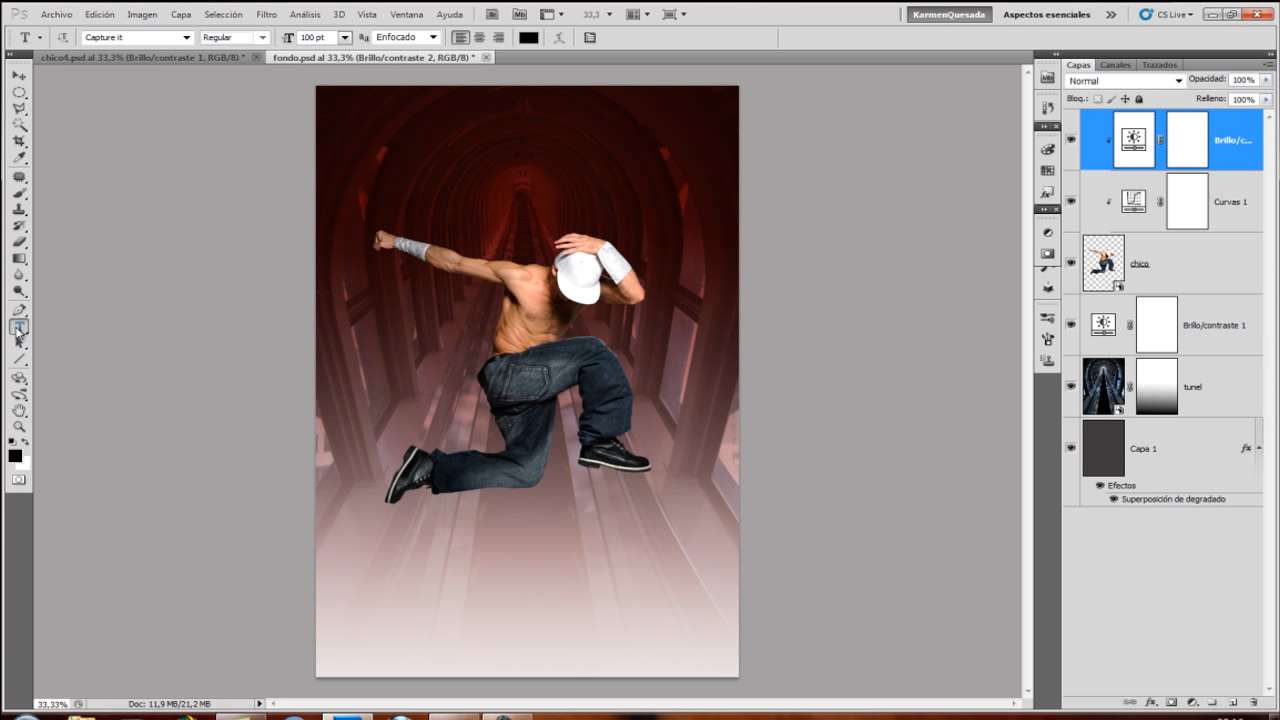 Ps Archivo Edición Imagen Capa Selección Filtro Análisis 3D Vista Ventana Ayuda Br Mb 33,3 KarmenQuesada Aspectos esenciales CS Live
T Capture it Regular 100 pt Enfocado
chico4.psd al 33,3% (Brillo/contraste 1, RGB/8) * fondo.psd al 33,3% (Brillo/contraste 2, RGB/8) *
Capas Canales Trazados
Normal Opacidad: 100%
Bloq.: Relleno: 100%
Brillo/c...
Curvas 1
chico
Brillo/contraste 1
tunel
Capa 1 fx
Efectos
Superposición de degradado
33,33% Doc: 11,9 MB/21,2 MB